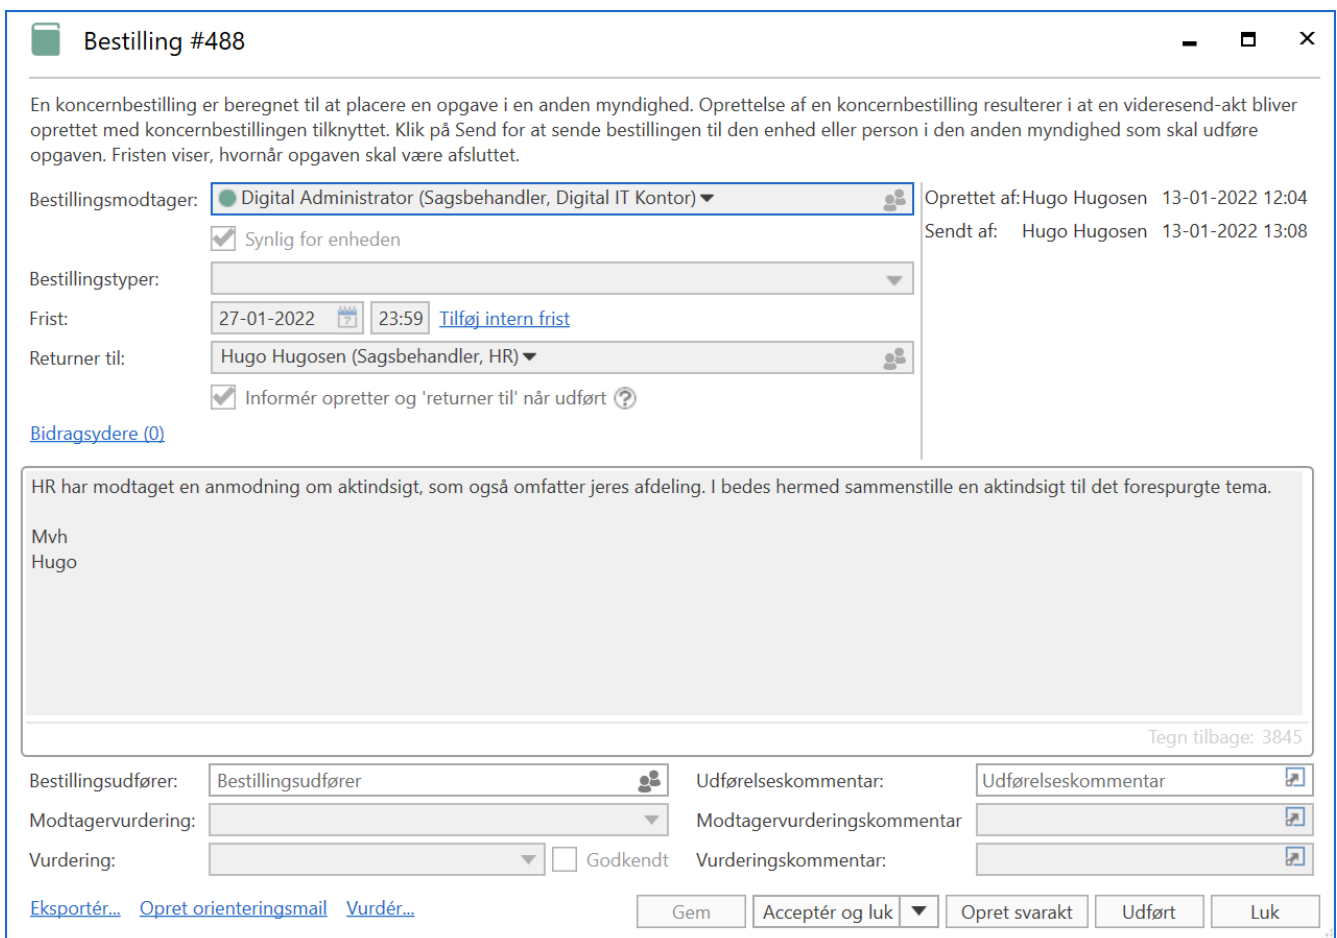 Bestilling #488
En koncernbestilling er beregnet til at placere en opgave i en anden myndighed. Oprettelse af en koncernbestilling resulterer i at en videresend-akt bliver
oprettet med koncernbestillingen tilknyttet. Klik på Send for at sende bestillingen til den enhed eller person i den anden myndighed som skal udføre
opgaven. Fristen viser, hvornår opgaven skal være afsluttet.
Bestillingsmodtager: Digital Administrator (Sagsbehandler, Digital IT Kontor)
Oprettet af: Hugo Hugosen 13-01-2022 12:04
Synlig for enheden
Sendt af: Hugo Hugosen 13-01-2022 13:08
Bestillingstyper:
Frist: 27-01-2022 7 23:59 Tilføj intern frist
Returner til: Hugo Hugosen (Sagsbehandler, HR)
Informér opretter og 'returner til' når udført ?
Bidragsydere (0)
HR har modtaget en anmodning om aktindsigt, som også omfatter jeres afdeling. I bedes hermed sammenstille en aktindsigt til det forespurgte tema.
Mvh
Hugo
Tegn tilbage: 3845
Bestillingsudfører: Bestillingsudfører Udførelseskommentar: Udførelseskommentar
Modtagervurdering: Modtagervurderingskommentar
Vurdering: Godkendt Vurderingskommentar:
Eksportér... Opret orienteringsmail Vurdér... Gem Acceptér og luk Opret svarakt Udført Luk